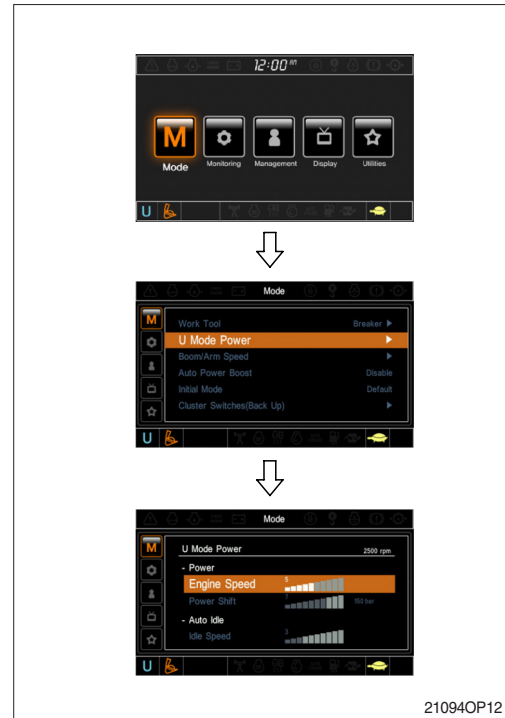 12:00 AM
M
Mode
Monitoring
Management
Display
Utilities
U
Mode
M
Work Tool Breaker ▶
U Mode Power ▶
Boom/Arm Speed ▶
Auto Power Boost Disable
Initial Mode Default
Cluster Switches(Back Up) ▶
U
Mode
M
U Mode Power 2500 rpm
- Power
Engine Speed 5
Power Shift 7 150 bar
- Auto Idle
Idle Speed 3
U
21094OP12